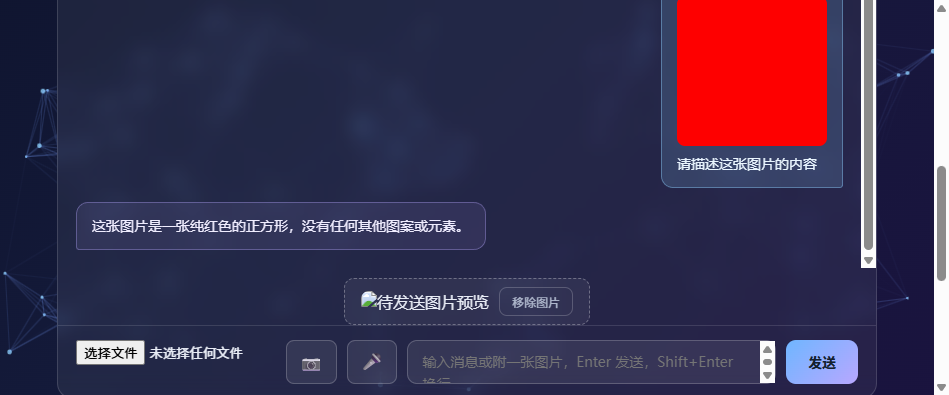 请描述这张图片的内容
这张图片是一张纯红色的正方形，没有任何其他图案或元素。
待发送图片预览
移除图片
选择文件 未选择任何文件
输入消息或附一张图片，Enter 发送，Shift+Enter
换行
发送